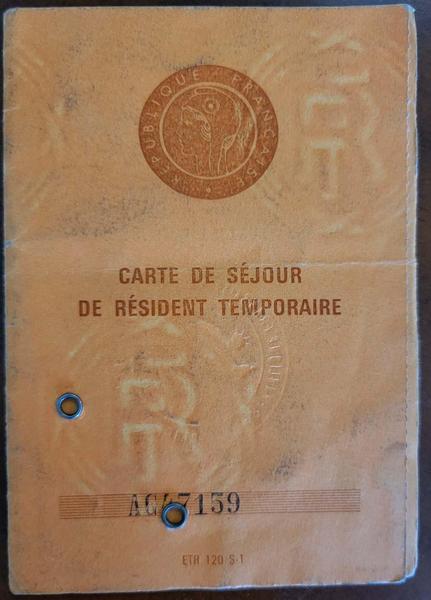 RÉPUBLIQUE FRANÇAISE
CARTE DE SÉJOUR
DE RÉSIDENT TEMPORAIRE
ETR 120 S-1